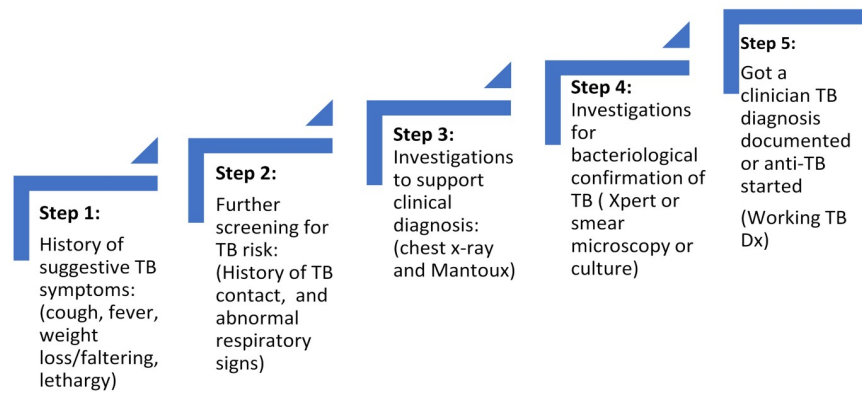 Step 1:
History of
suggestive TB
symptoms:
(cough, fever,
weight
loss/faltering,
lethargy)
Step 2:
Further
screening for
TB risk:
(History of TB
contact, and
abnormal
respiratory
signs)
Step 3:
Investigations
to support
clinical
diagnosis:
(chest x-ray
and Mantoux)
Step 4:
Investigations
for
bacteriological
confirmation of
TB ( Xpert or
smear
microscopy or
culture)
Step 5:
Got a
clinician TB
diagnosis
documented
or anti-TB
started
(Working TB
Dx)